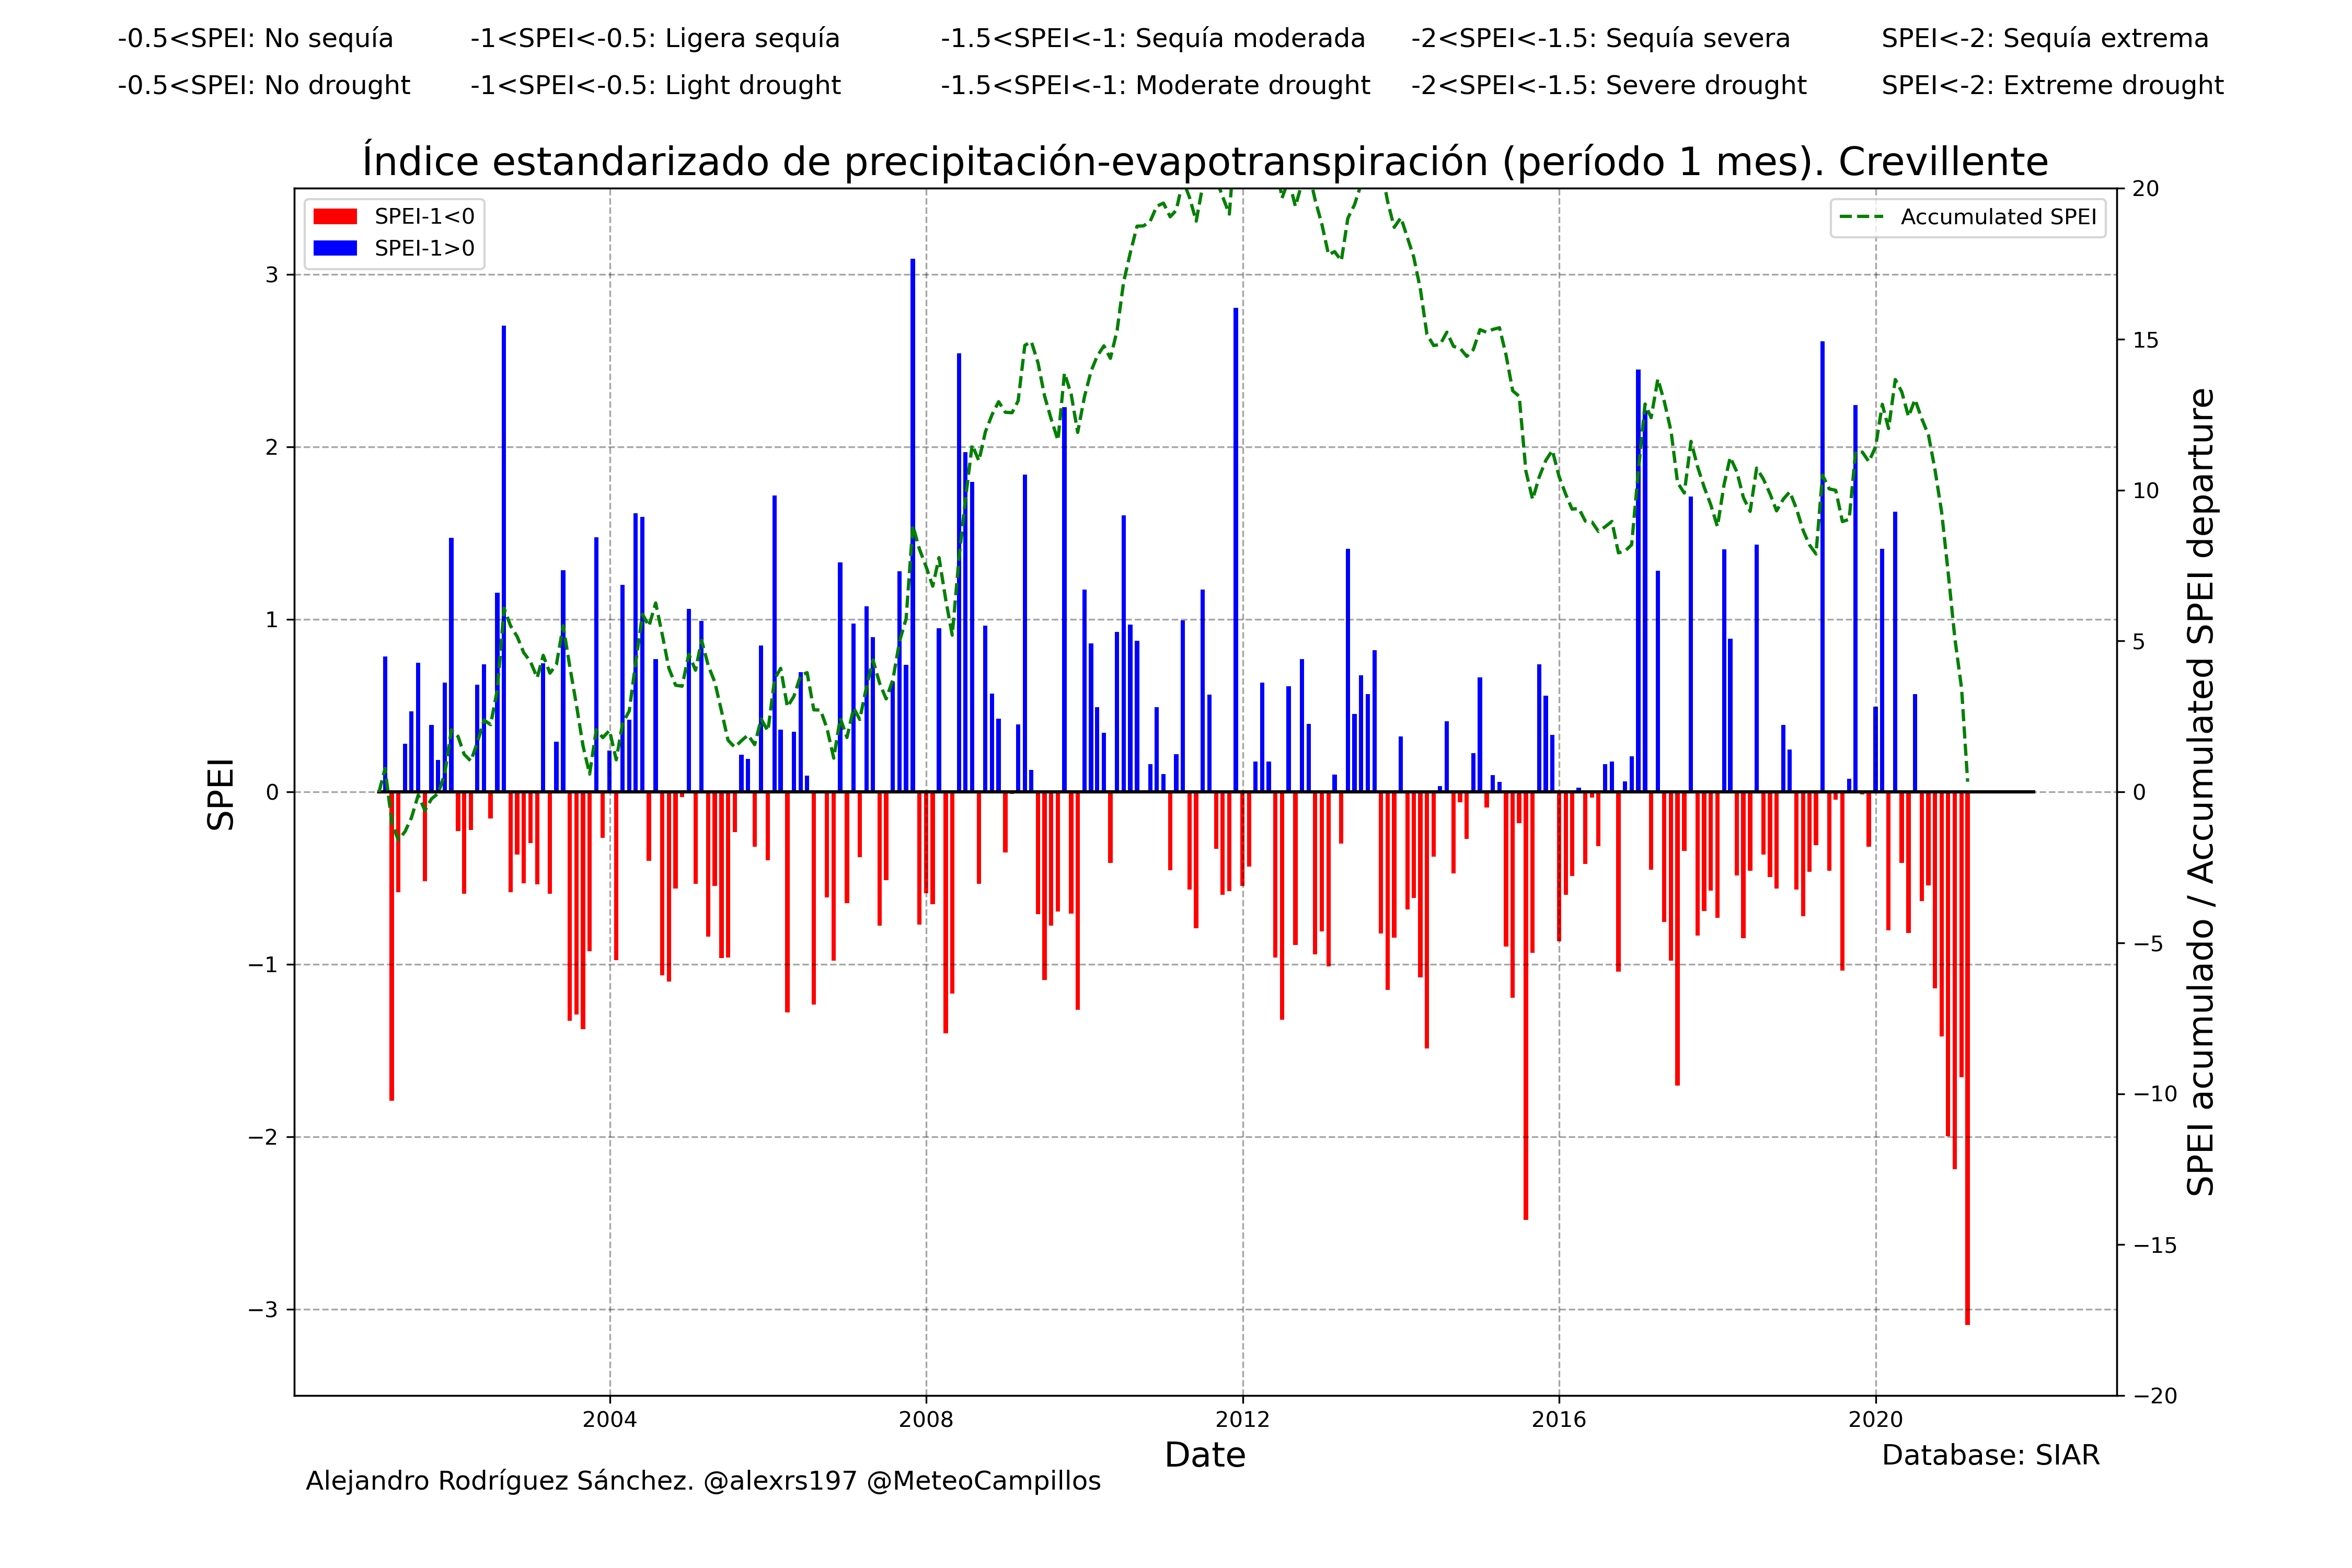 -0.5<SPEI: No sequía -1<SPEI<-0.5: Ligera sequía -1.5<SPEI<-1: Sequía moderada -2<SPEI<-1.5: Sequía severa SPEI<-2: Sequía extrema
-0.5<SPEI: No drought -1<SPEI<-0.5: Light drought -1.5<SPEI<-1: Moderate drought -2<SPEI<-1.5: Severe drought SPEI<-2: Extreme drought
Índice estandarizado de precipitación-evapotranspiración (período 1 mes). Crevillente
SPEI-1<0
SPEI-1>0
Accumulated SPEI
SPEI
3
2
1
0
−1
−2
−3
20
15
10
5
0
−5
−10
−15
−20
SPEI acumulado / Accumulated SPEI departure
2004 2008 2012 2016 2020
Date
Database: SIAR
Alejandro Rodríguez Sánchez. @alexrs197 @MeteoCampillos